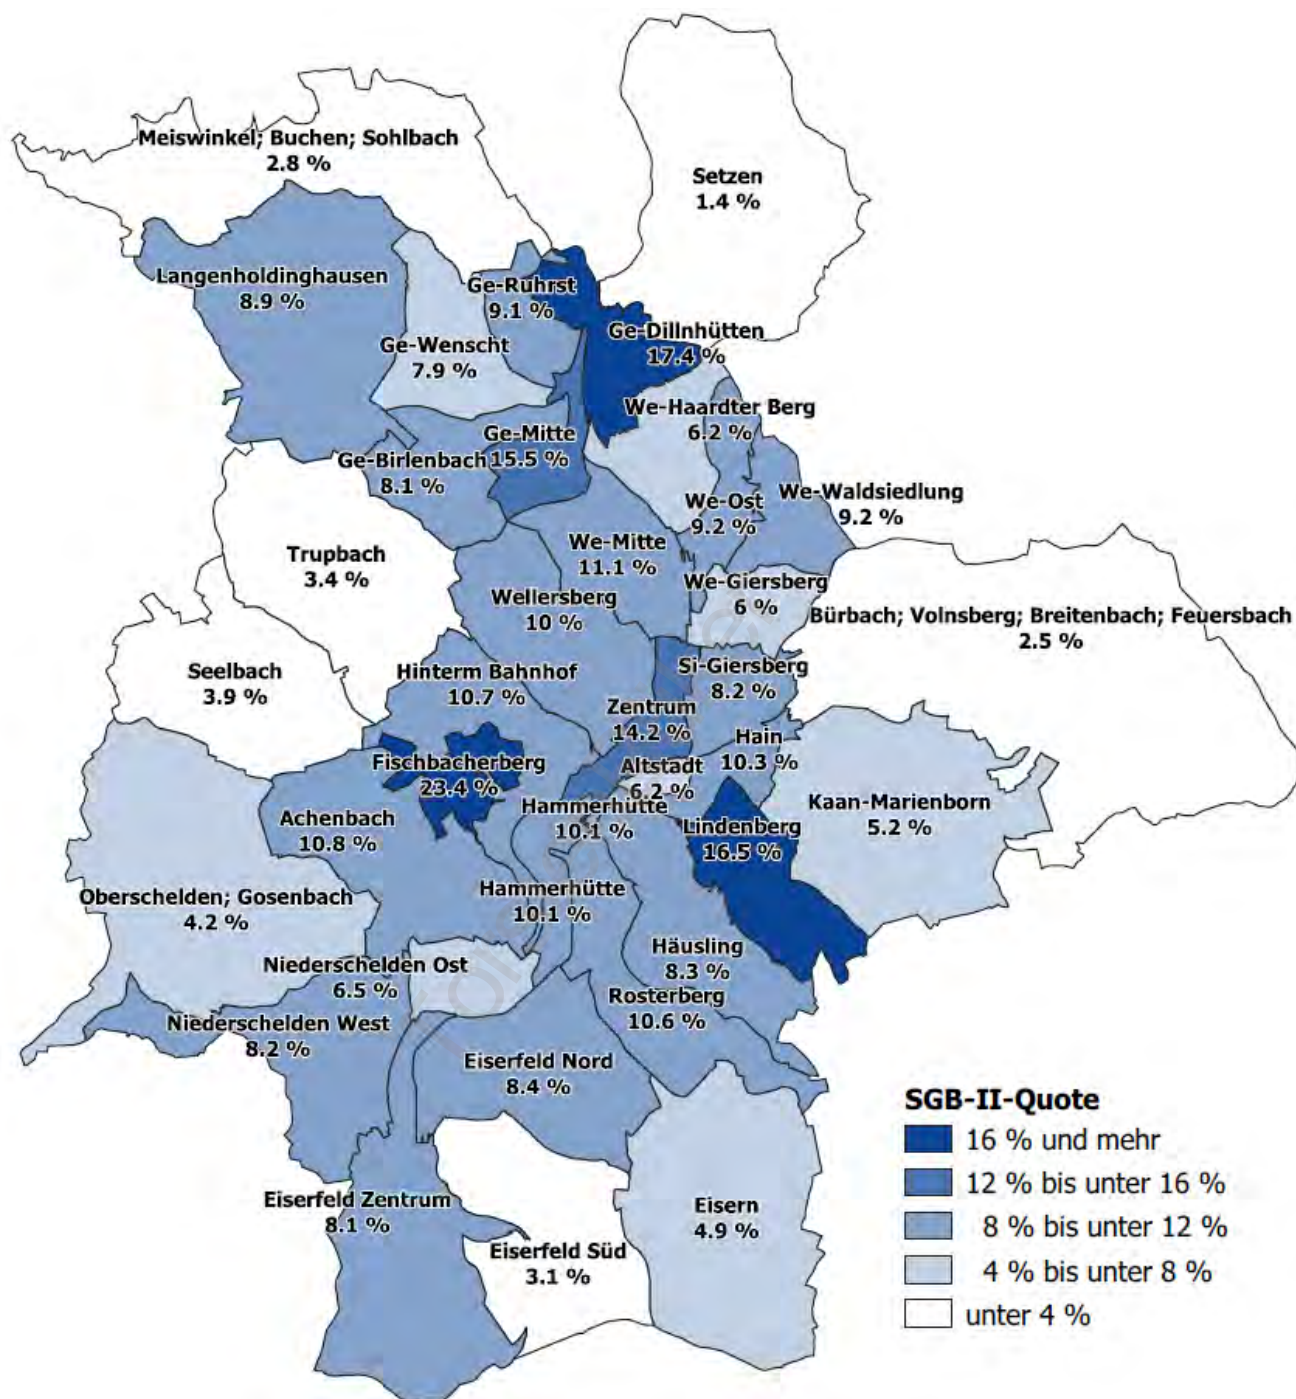 Meiswinkel; Buchen; Sohlbach
2.8 %
Setzen
1.4 %
Langenholdinghausen
8.9 %
Ge-Ruhrst
9.1 %
Ge-Dillnhütten
17.4 %
Ge-Wenscht
7.9 %
We-Haardter Berg
6.2 %
Ge-Mitte
15.5 %
Ge-Birlenbach
8.1 %
We-Waldsiedlung
9.2 %
We-Ost
9.2 %
We-Mitte
11.1 %
Trupbach
3.4 %
We-Giersberg
6 %
Wellersberg
10 %
Bürbach; Volnsberg; Breitenbach; Feuersbach
2.5 %
Seelbach
3.9 %
Hinterm Bahnhof
10.7 %
Si-Giersberg
8.2 %
Zentrum
14.2 %
Hain
10.3 %
Fischbacherberg
23.4 %
Altstadt
6.2 %
Kaan-Marienborn
5.2 %
Hammerhütte
10.1 %
Achenbach
10.8 %
Lindenberg
16.5 %
Oberschelden; Gosenbach
4.2 %
Hammerhütte
10.1 %
Häusling
8.3 %
Niederschelden Ost
6.5 %
Rosterberg
10.6 %
Niederschelden West
8.2 %
Eiserfeld Nord
8.4 %
Eiserfeld Zentrum
8.1 %
Eisern
4.9 %
Eiserfeld Süd
3.1 %
SGB-II-Quote
16 % und mehr
12 % bis unter 16 %
8 % bis unter 12 %
4 % bis unter 8 %
unter 4 %